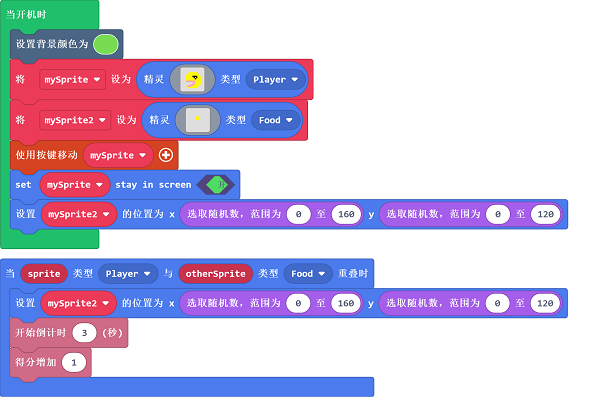 当开机时
设置背景颜色为
将 mySprite 设为 精灵 类型 Player
将 mySprite2 设为 精灵 类型 Food
使用按键移动 mySprite
set mySprite stay in screen 开
设置 mySprite2 的位置为 x 选取随机数，范围为 0 至 160 y 选取随机数，范围为 0 至 120
当 sprite 类型 Player 与 otherSprite 类型 Food 重叠时
设置 mySprite2 的位置为 x 选取随机数，范围为 0 至 160 y 选取随机数，范围为 0 至 120
开始倒计时 3 (秒)
得分增加 1